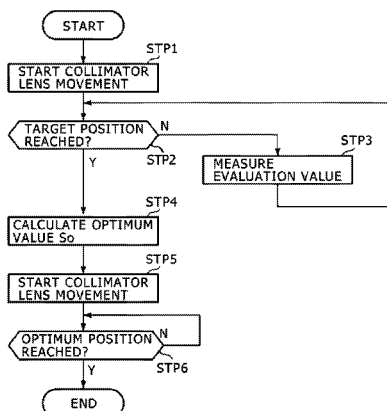 START
STP1
START COLLIMATOR
LENS MOVEMENT
TARGET POSITION
REACHED?
N
STP2
Y
STP3
MEASURE
EVALUATION VALUE
STP4
CALCULATE OPTIMUM
VALUE So
STP5
START COLLIMATOR
LENS MOVEMENT
OPTIMUM POSITION
REACHED?
N
STP6
Y
END